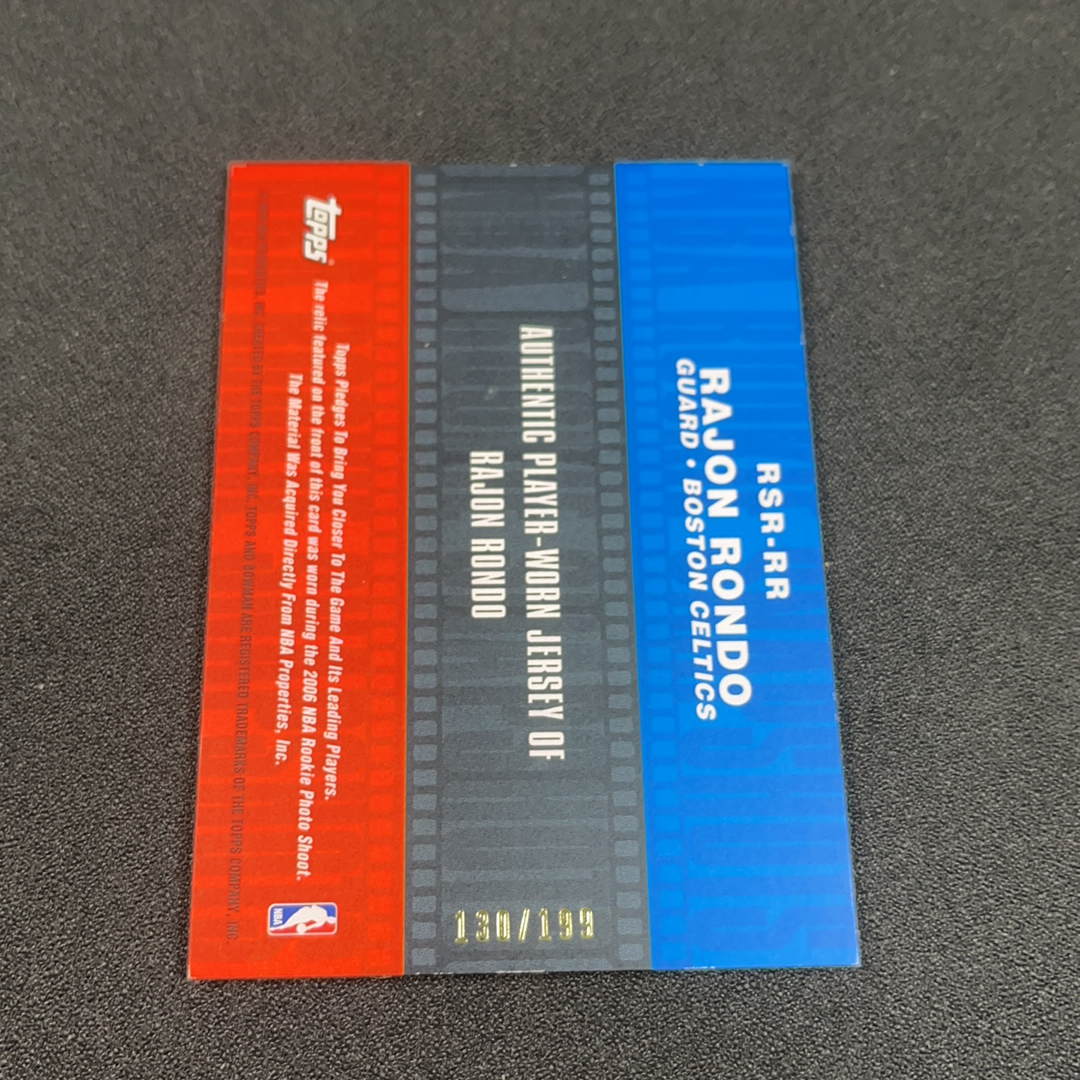 RSR-RR
RAJON RONDO
GUARD • BOSTON CELTICS
AUTHENTIC PLAYER-WORN JERSEY OF
RAJON RONDO
130/199
Topps Pledges To Bring You Closer To The Game And Its Leading Players.
The relic featured on the front of this card was worn during the 2006 NBA Rookie Photo Shoot.
The Material Was Acquired Directly From NBA Properties, Inc.
topps
NBA
INC. TOPPS AND BOWMAN ARE REGISTERED TRADEMARKS OF THE TOPPS COMPANY, INC.